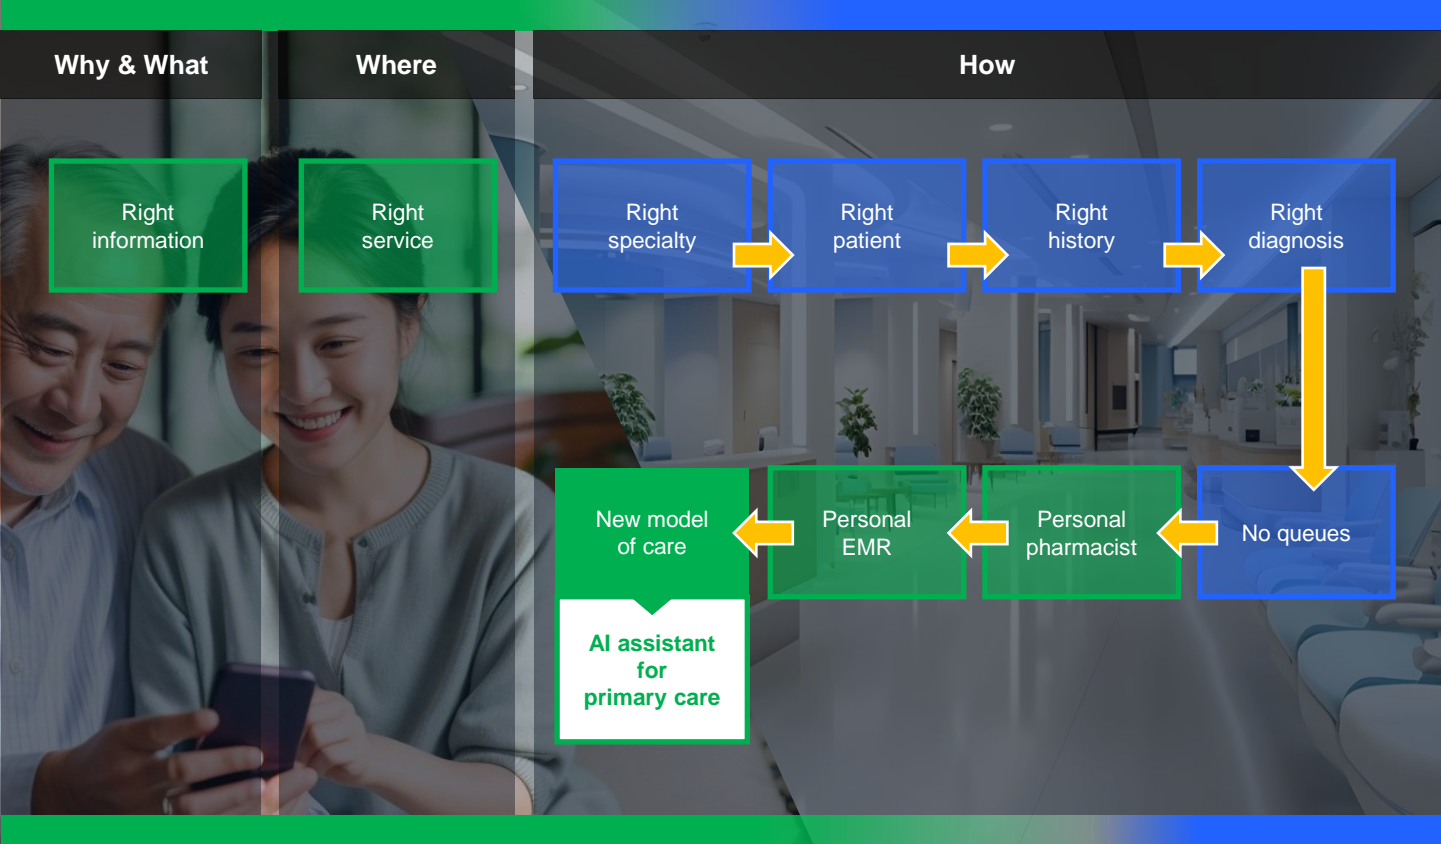 Why & What
Where
How
Right
information
Right
service
Right
specialty
Right
patient
Right
history
Right
diagnosis
New model
of care
Personal
EMR
Personal
pharmacist
No queues
AI assistant
for
primary care